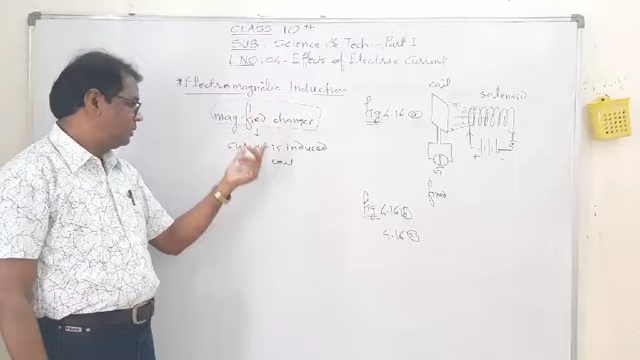 CLASS 10th
SUB. Science & Tech - Part I
L NO. 04. Effects of Electric Current
*Electromagnetic Induction
mag. field changes
↓
is induced
coil
fig 4.16 (a)
coil
solenoid
+ -
G
fig 4.16 (b)
4.16 (c)